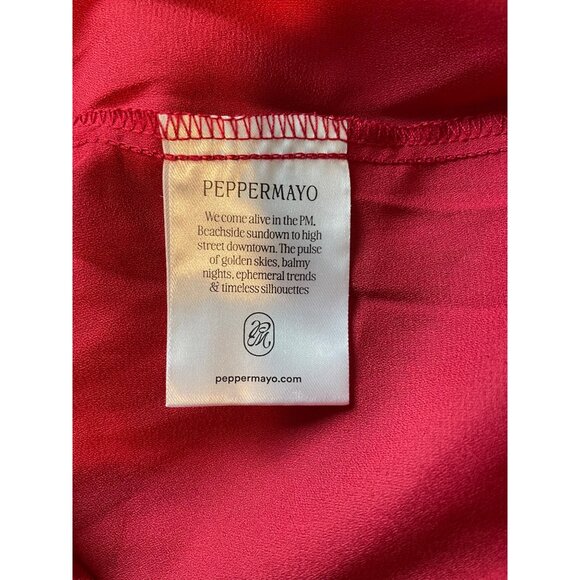 PEPPERMAYO
We come alive in the PM.
Beachside sundown to high
street downtown. The pulse
of golden skies, balmy
nights, ephemeral trends
& timeless silhouettes
PM
peppermayo.com